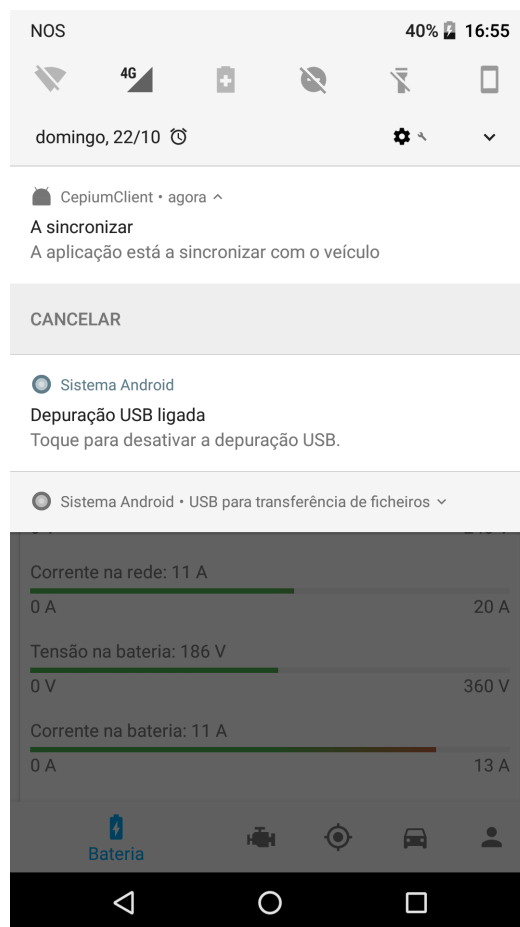 NOS 40% 16:55
4G
domingo, 22/10
CepiumClient • agora
A sincronizar
A aplicação está a sincronizar com o veículo
CANCELAR
Sistema Android
Depuração USB ligada
Toque para desativar a depuração USB.
Sistema Android • USB para transferência de ficheiros
Corrente na rede: 11 A
0 A 20 A
Tensão na bateria: 186 V
0 V 360 V
Corrente na bateria: 11 A
0 A 13 A
Bateria